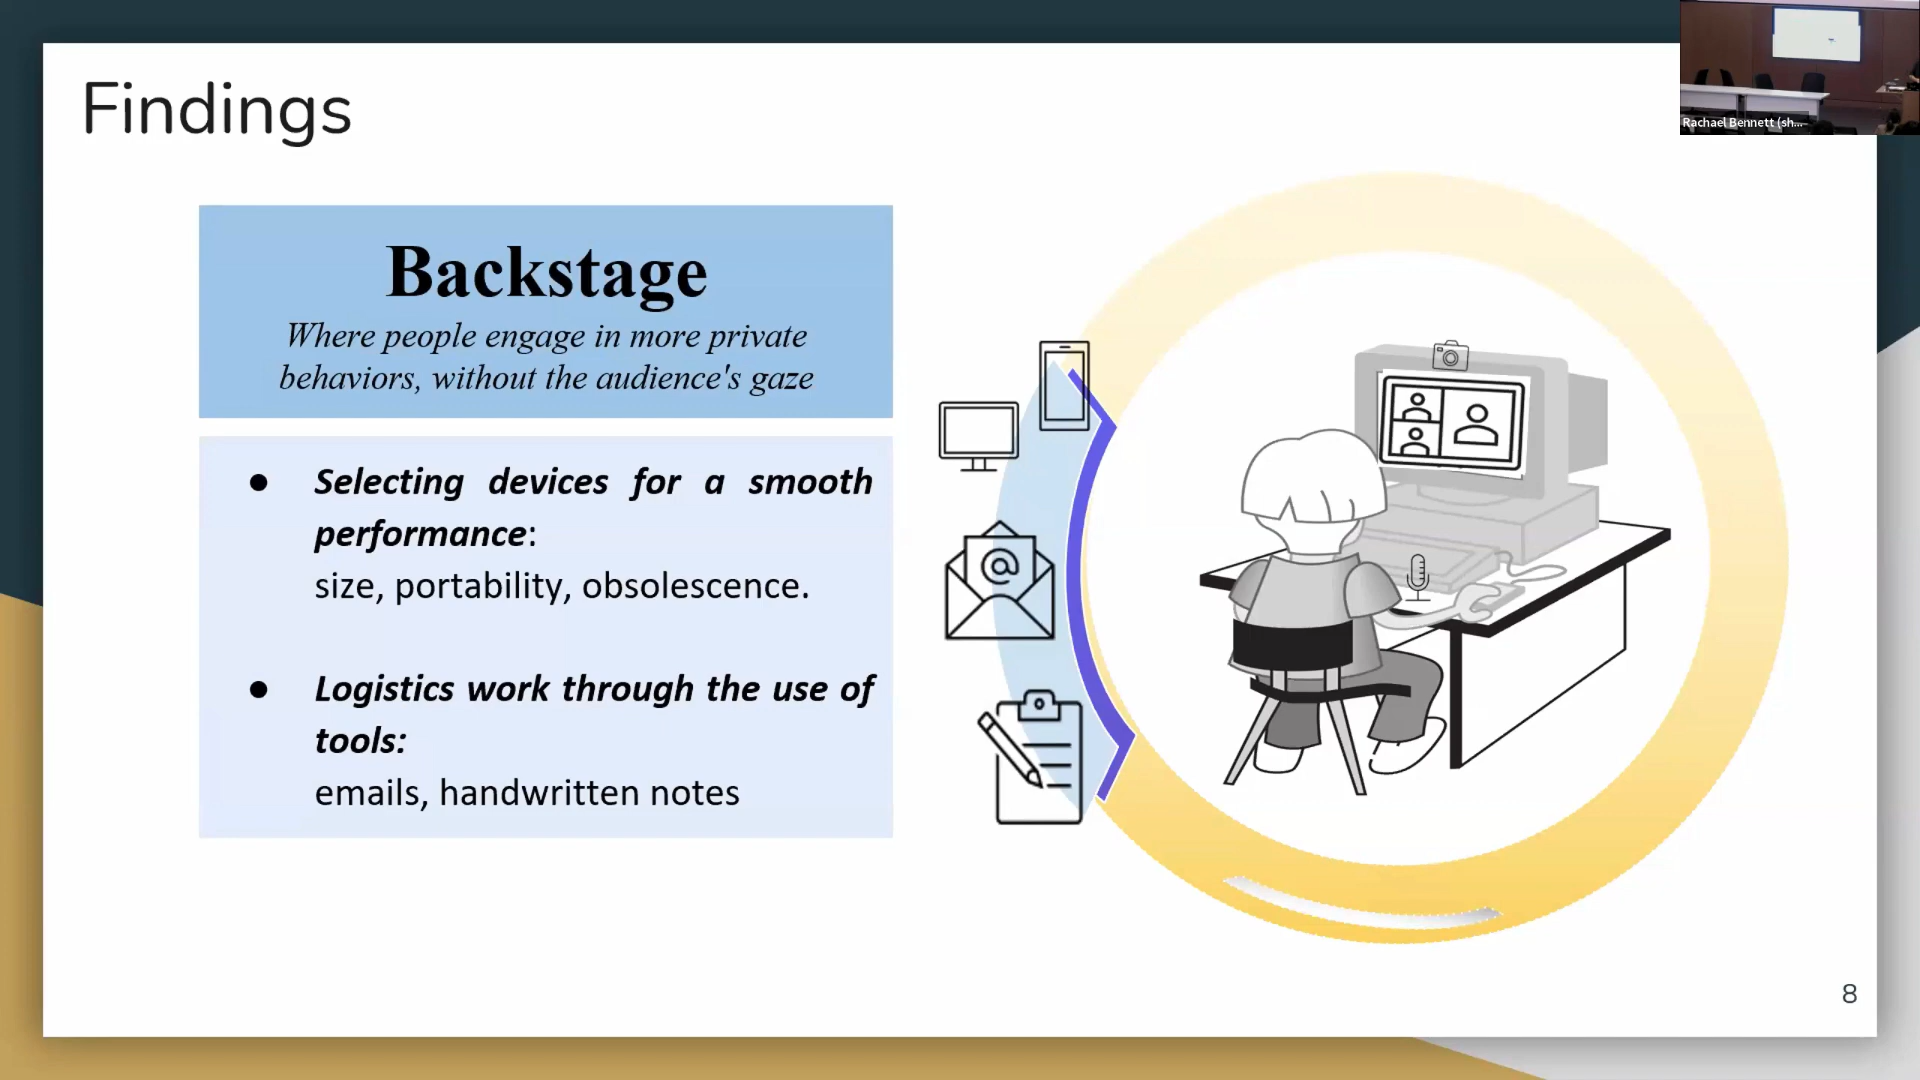 Findings
Rachael Bennett (sh...
Backstage
Where people engage in more private
behaviors, without the audience's gaze
● Selecting devices for a smooth
performance:
size, portability, obsolescence.
● Logistics work through the use of
tools:
emails, handwritten notes
@
8